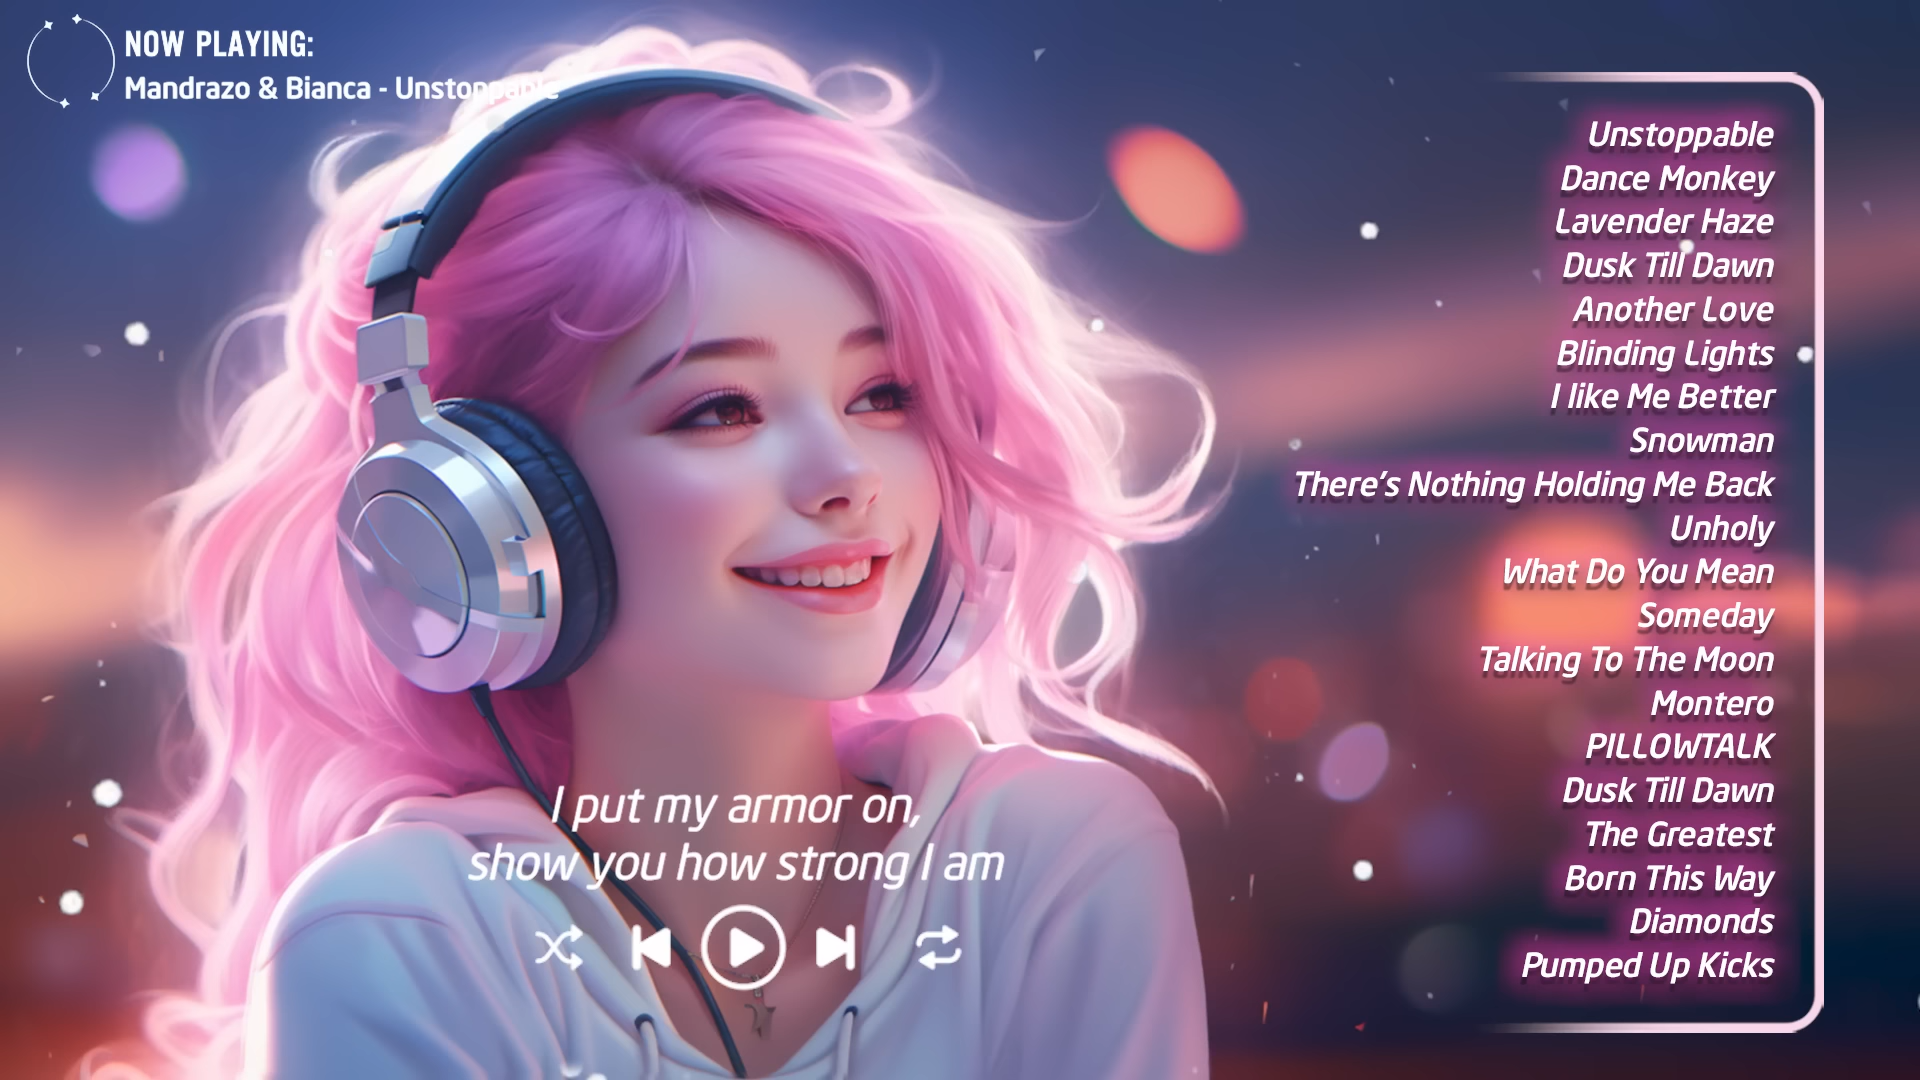 NOW PLAYING:
Mandrazo & Bianca - Unstoppable
Unstoppable
Dance Monkey
Lavender Haze
Dusk Till Dawn
Another Love
Blinding Lights
I like Me Better
Snowman
There's Nothing Holding Me Back
Unholy
What Do You Mean
Someday
Talking To The Moon
Montero
PILLOWTALK
Dusk Till Dawn
The Greatest
Born This Way
Diamonds
Pumped Up Kicks
I put my armor on,
show you how strong I am